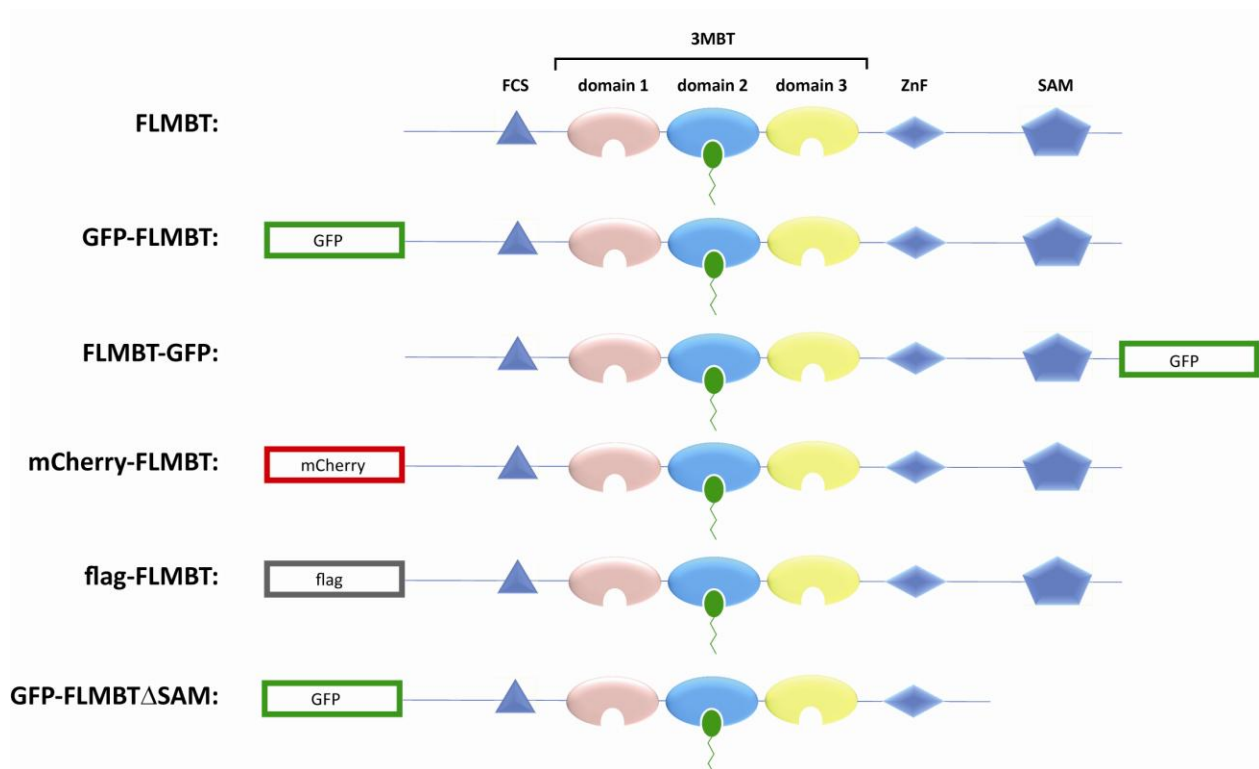 3MBT
FCS domain 1 domain 2 domain 3 ZnF SAM
FLMBT:
GFP-FLMBT: GFP
FLMBT-GFP: GFP
mCherry-FLMBT: mCherry
flag-FLMBT: flag
GFP-FLMBTΔSAM: GFP